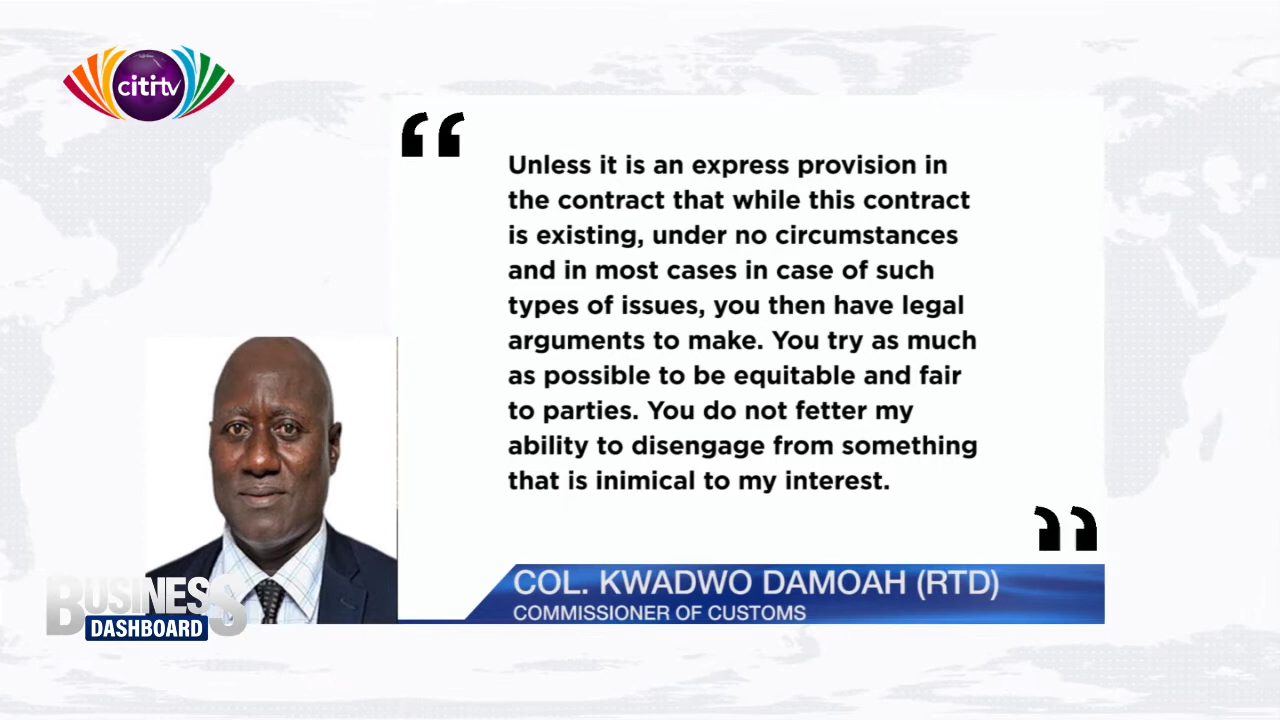 citi tv
“
Unless it is an express provision in
the contract that while this contract
is existing, under no circumstances
and in most cases in case of such
types of issues, you then have legal
arguments to make. You try as much
as possible to be equitable and fair
to parties. You do not fetter my
ability to disengage from something
that is inimical to my interest.
”
COL. KWADWO DAMOAH (RTD)
COMMISSIONER OF CUSTOMS
BUSINESS
DASHBOARD